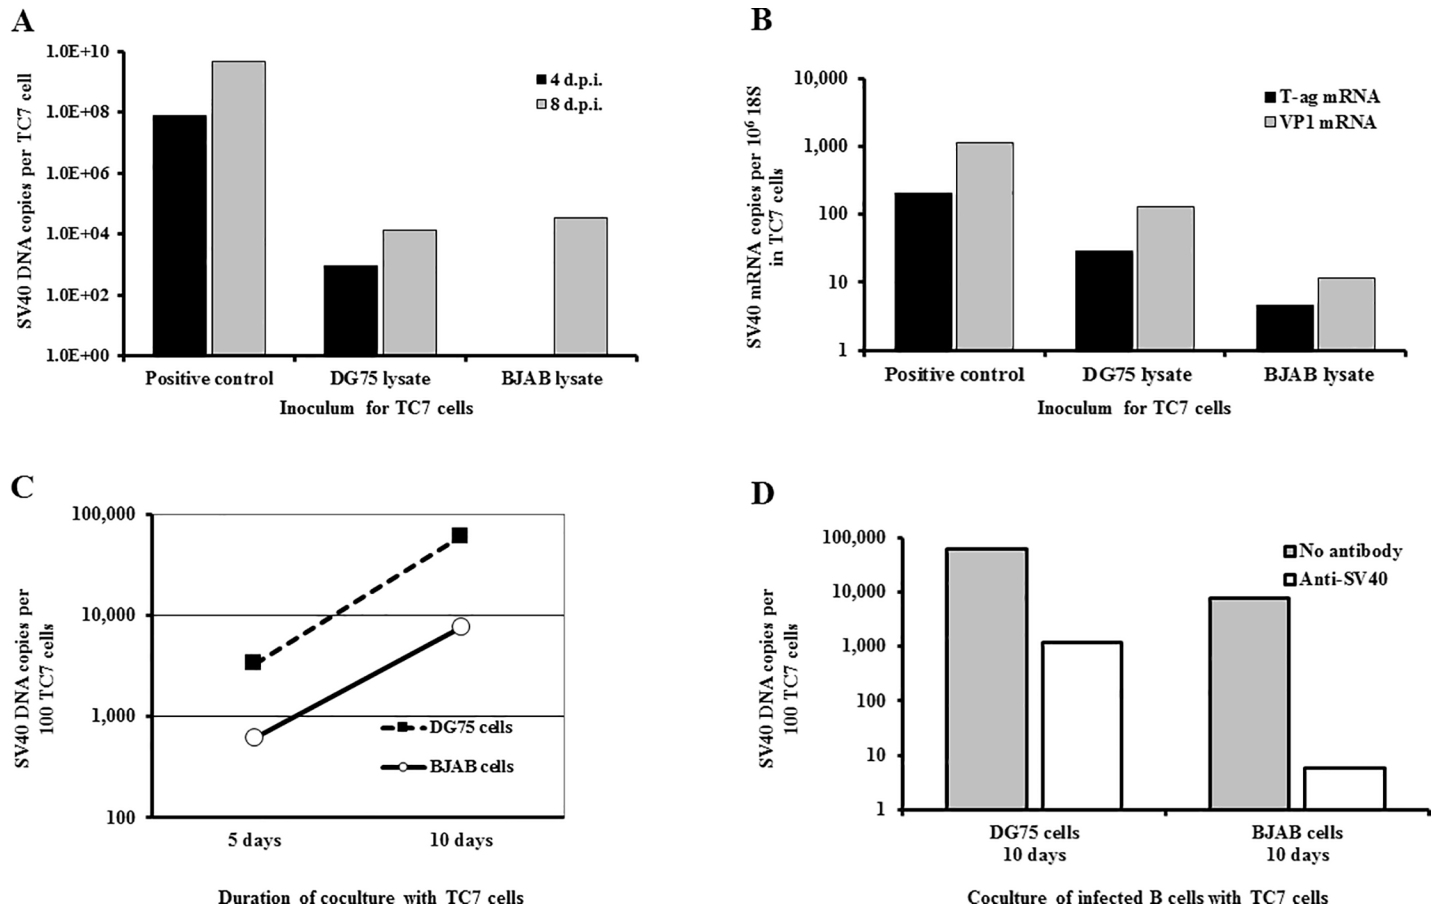 A
SV40 DNA copies per TC7 cell
1.0E+10
1.0E+08
1.0E+06
1.0E+04
1.0E+02
1.0E+00
4 d.p.i.
8 d.p.i.
Positive control
DG75 lysate
BJAB lysate
Inoculum for TC7 cells
B
SV40 mRNA copies per 10⁶ 18S
in TC7 cells
10,000
1,000
100
10
1
T-ag mRNA
VP1 mRNA
Positive control
DG75 lysate
BJAB lysate
Inoculum for TC7 cells
C
SV40 DNA copies per
100 TC7 cells
100,000
10,000
1,000
100
DG75 cells
BJAB cells
5 days
10 days
Duration of coculture with TC7 cells
D
SV40 DNA copies per
100 TC7 cells
100,000
10,000
1,000
100
10
1
No antibody
Anti-SV40
DG75 cells
10 days
BJAB cells
10 days
Coculture of infected B cells with TC7 cells